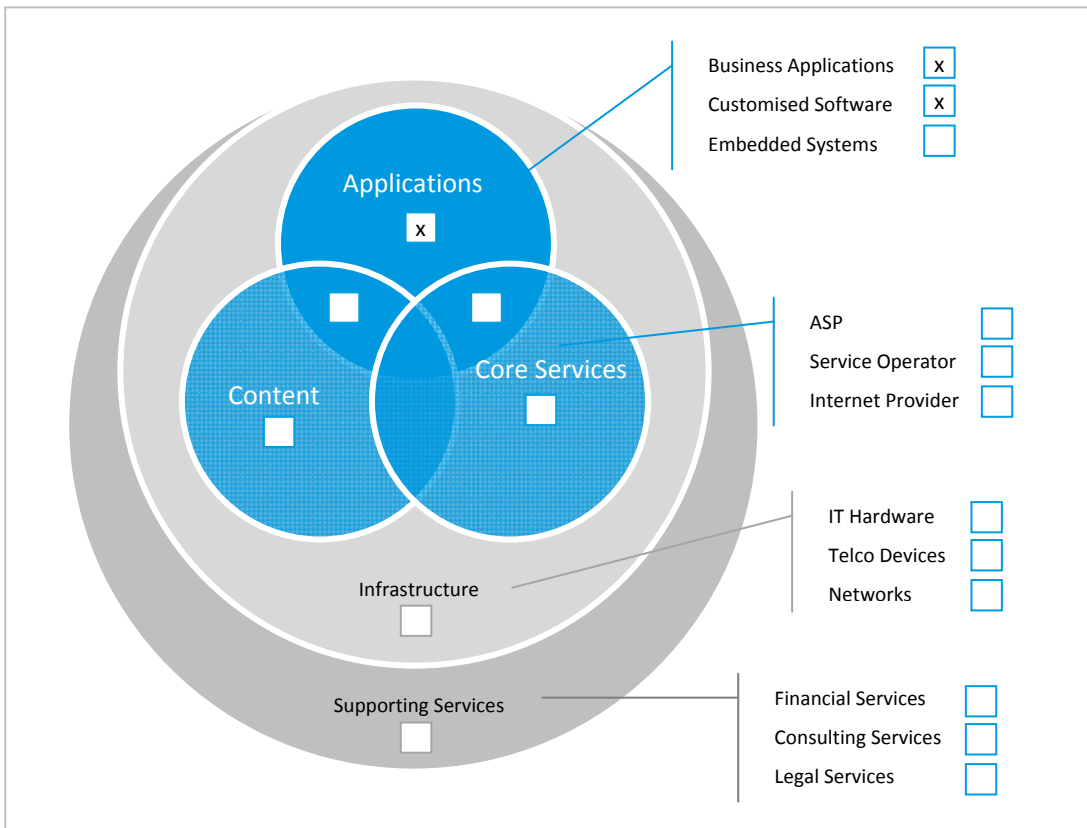 Business Applications x
Customised Software x
Embedded Systems
Applications
x
ASP
Service Operator
Core Services
Content
Internet Provider
IT Hardware
Telco Devices
Infrastructure
Networks
Supporting Services
Financial Services
Consulting Services
Legal Services